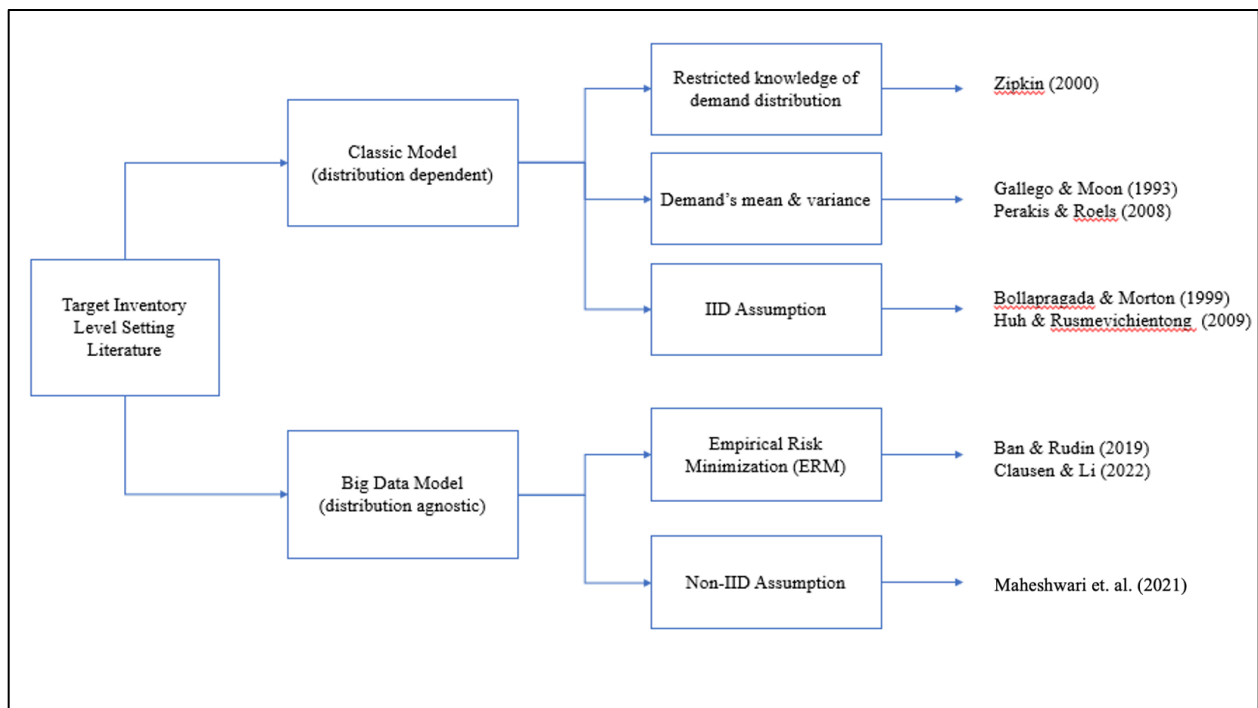 Target Inventory
Level Setting
Literature
Classic Model
(distribution dependent)
Restricted knowledge of
demand distribution
Zipkin (2000)
Demand's mean & variance
Gallego & Moon (1993)
Perakis & Roels (2008)
IID Assumption
Bollapragada & Morton (1999)
Huh & Rusmevichientong (2009)
Big Data Model
(distribution agnostic)
Empirical Risk
Minimization (ERM)
Ban & Rudin (2019)
Clausen & Li (2022)
Non-IID Assumption
Maheshwari et. al. (2021)